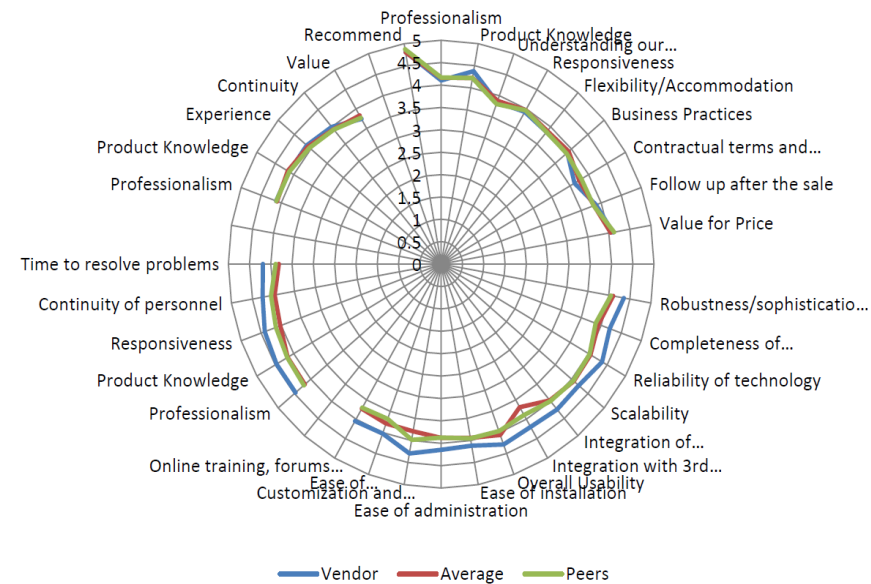 Professionalism
Product Knowledge
Understanding our...
Responsiveness
Flexibility/Accommodation
Business Practices
Contractual terms and...
Follow up after the sale
Value for Price
Robustness/sophisticatio...
Completeness of...
Reliability of technology
Scalability
Integration of...
Integration with 3rd...
Overall Usability
Ease of installation
Ease of administration
Customization and...
Ease of...
Online training, forums...
Professionalism
Product Knowledge
Responsiveness
Continuity of personnel
Time to resolve problems
Professionalism
Product Knowledge
Experience
Continuity
Value
Recommend
5
4.5
4
3.5
3
2.5
2
1.5
1
0.5
0
Vendor Average Peers